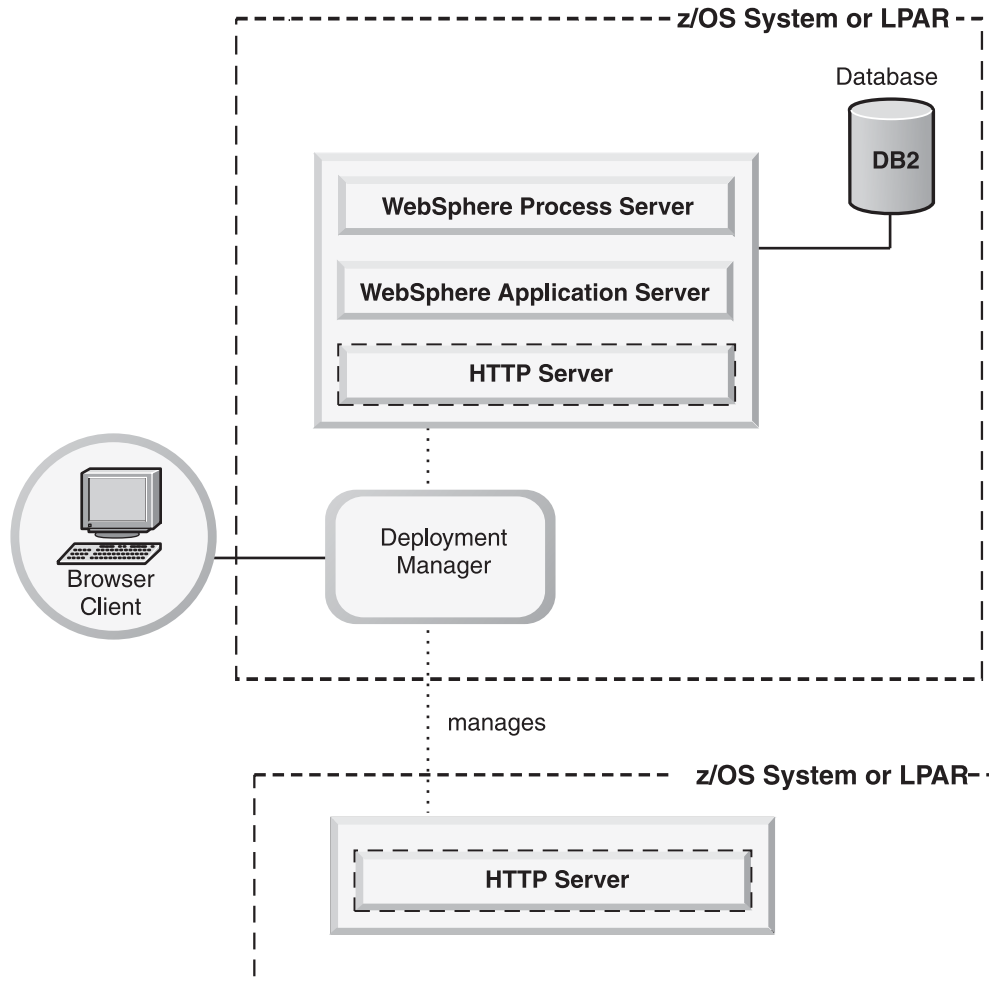 z/OS System or LPAR
Database
DB2
WebSphere Process Server
WebSphere Application Server
HTTP Server
Deployment
Manager
Browser
Client
manages
z/OS System or LPAR
HTTP Server